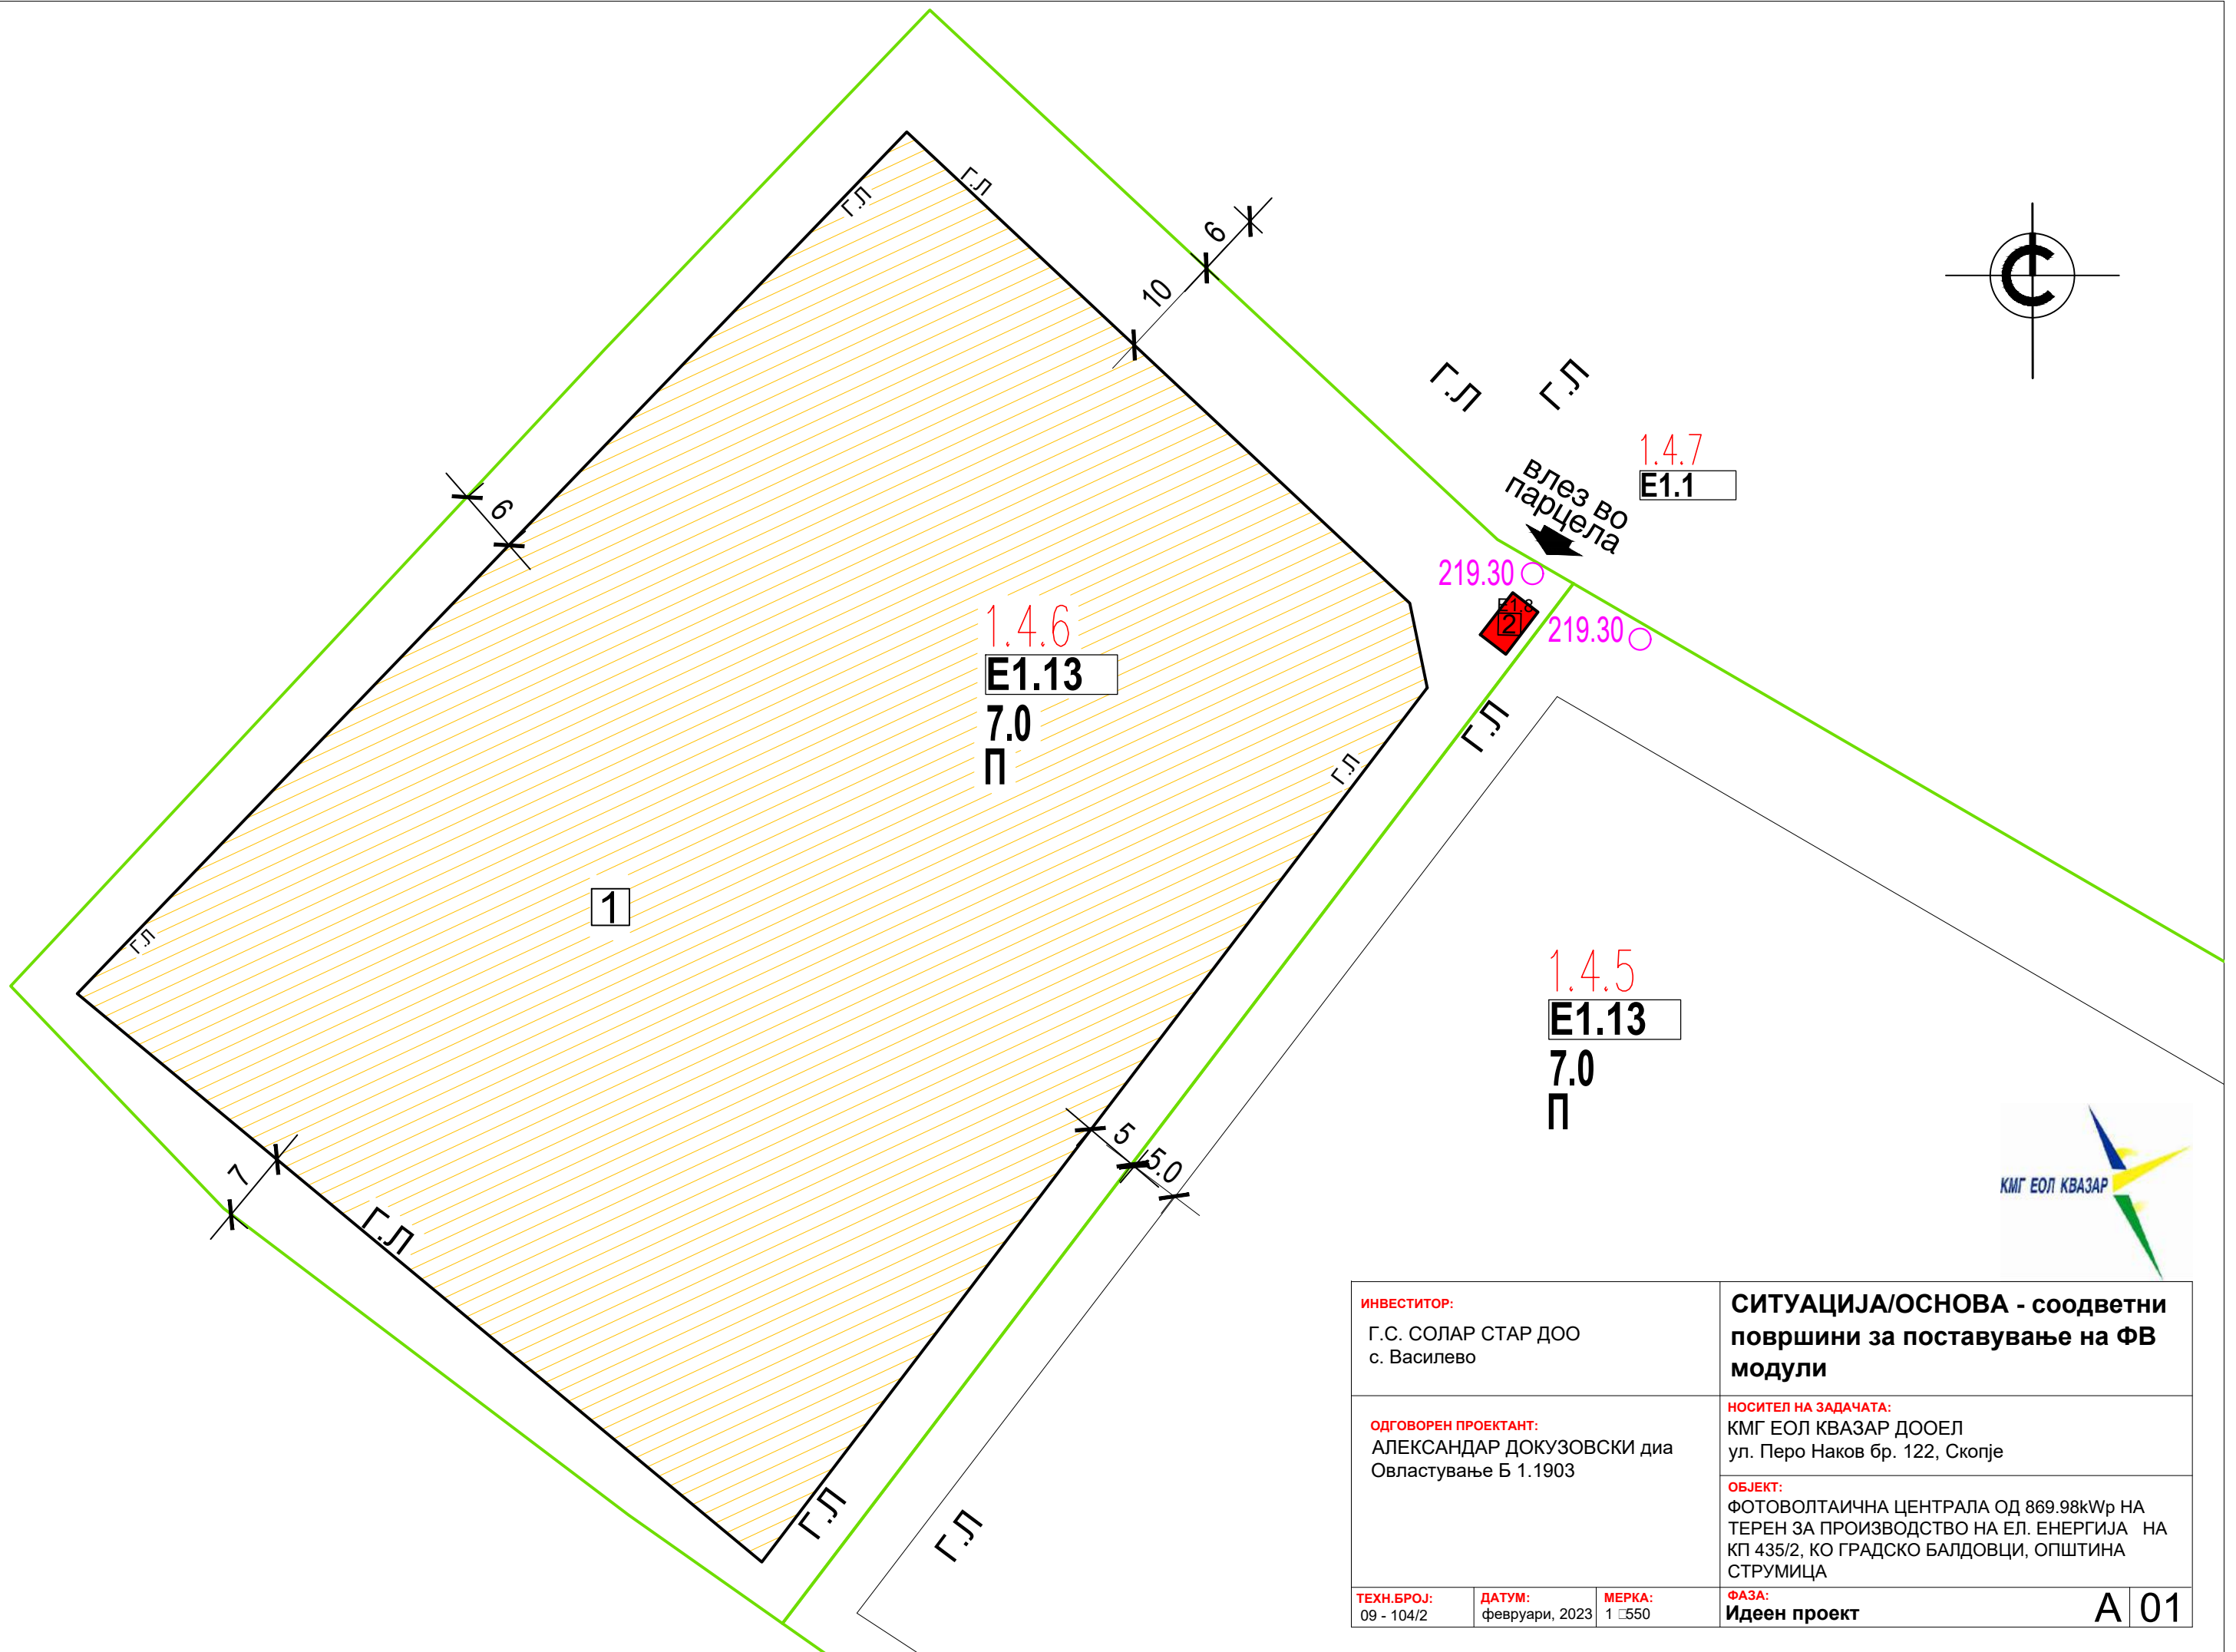 Г.Л
Г.Л
6
10
С
6
Г.Л
Г.Л
1.4.7
Е1.1
влез во
парцела
219.30
Е1.8
2
219.30
1.4.6
Е1.13
7.0
П
Г.Л
Г.Л
1
Г.Л
1.4.5
Е1.13
7.0
П
5
5.0
7
Г.Л
Г.Л
Г.Л
КМГ ЕОЛ КВАЗАР
ИНВЕСТИТОР:
Г.С. СОЛАР СТАР ДОО
с. Василево
СИТУАЦИЈА/ОСНОВА - соодветни
површини за поставување на ФВ
модули
ОДГОВОРЕН ПРОЕКТАНТ:
АЛЕКСАНДАР ДОКУЗОВСКИ диа
Овластување Б 1.1903
НОСИТЕЛ НА ЗАДАЧАТА:
КМГ ЕОЛ КВАЗАР ДООЕЛ
ул. Перо Наков бр. 122, Скопје
ОБЈЕКТ:
ФОТОВОЛТАИЧНА ЦЕНТРАЛА ОД 869.98kWp НА
ТЕРЕН ЗА ПРОИЗВОДСТВО НА ЕЛ. ЕНЕРГИЈА НА
КП 435/2, КО ГРАДСКО БАЛДОВЦИ, ОПШТИНА
СТРУМИЦА
ТЕХН.БРОЈ:
09 - 104/2
ДАТУМ:
февруари, 2023
МЕРКА:
1 □550
ФАЗА:
Идеен проект
А 01